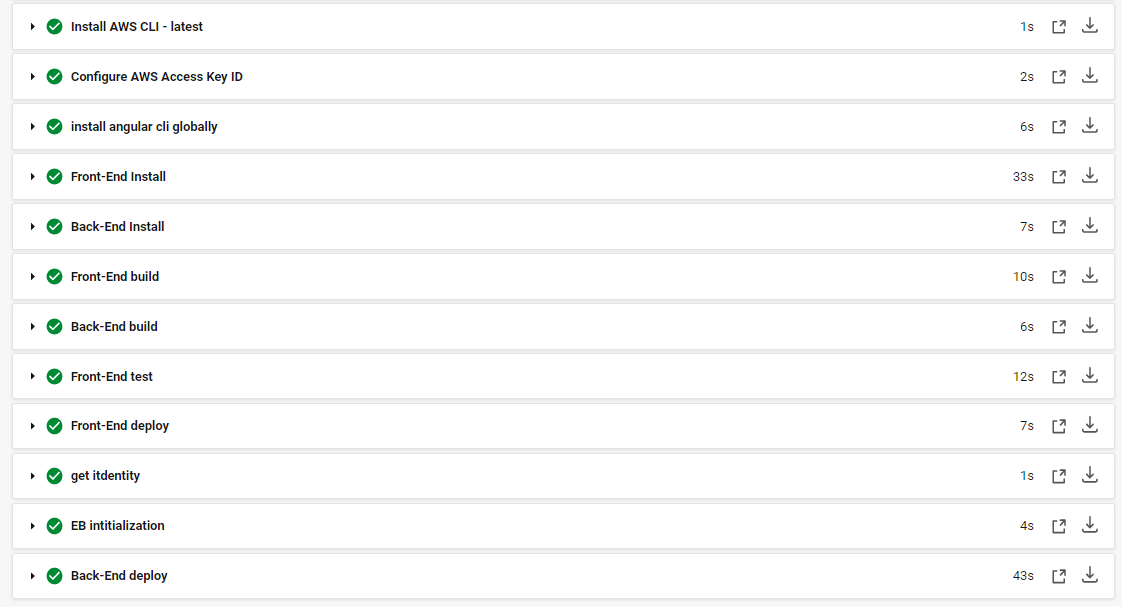 Install AWS CLI - latest 1s
Configure AWS Access Key ID 2s
install angular cli globally 6s
Front-End Install 33s
Back-End Install 7s
Front-End build 10s
Back-End build 6s
Front-End test 12s
Front-End deploy 7s
get itdentity 1s
EB intitialization 4s
Back-End deploy 43s